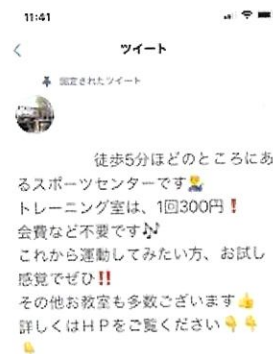 11:41
ツイート
固定されたツイート
徒歩5分ほどのところにあ
るスポーツセンターです🙋‍♂️
トレーニング室は、1回300円❗
会費など不要です🎶
これから運動してみたい方、お試し
感覚でぜひ‼️
その他お教室も多数ございます👍
詳しくはHPをご覧ください👇👇
👇